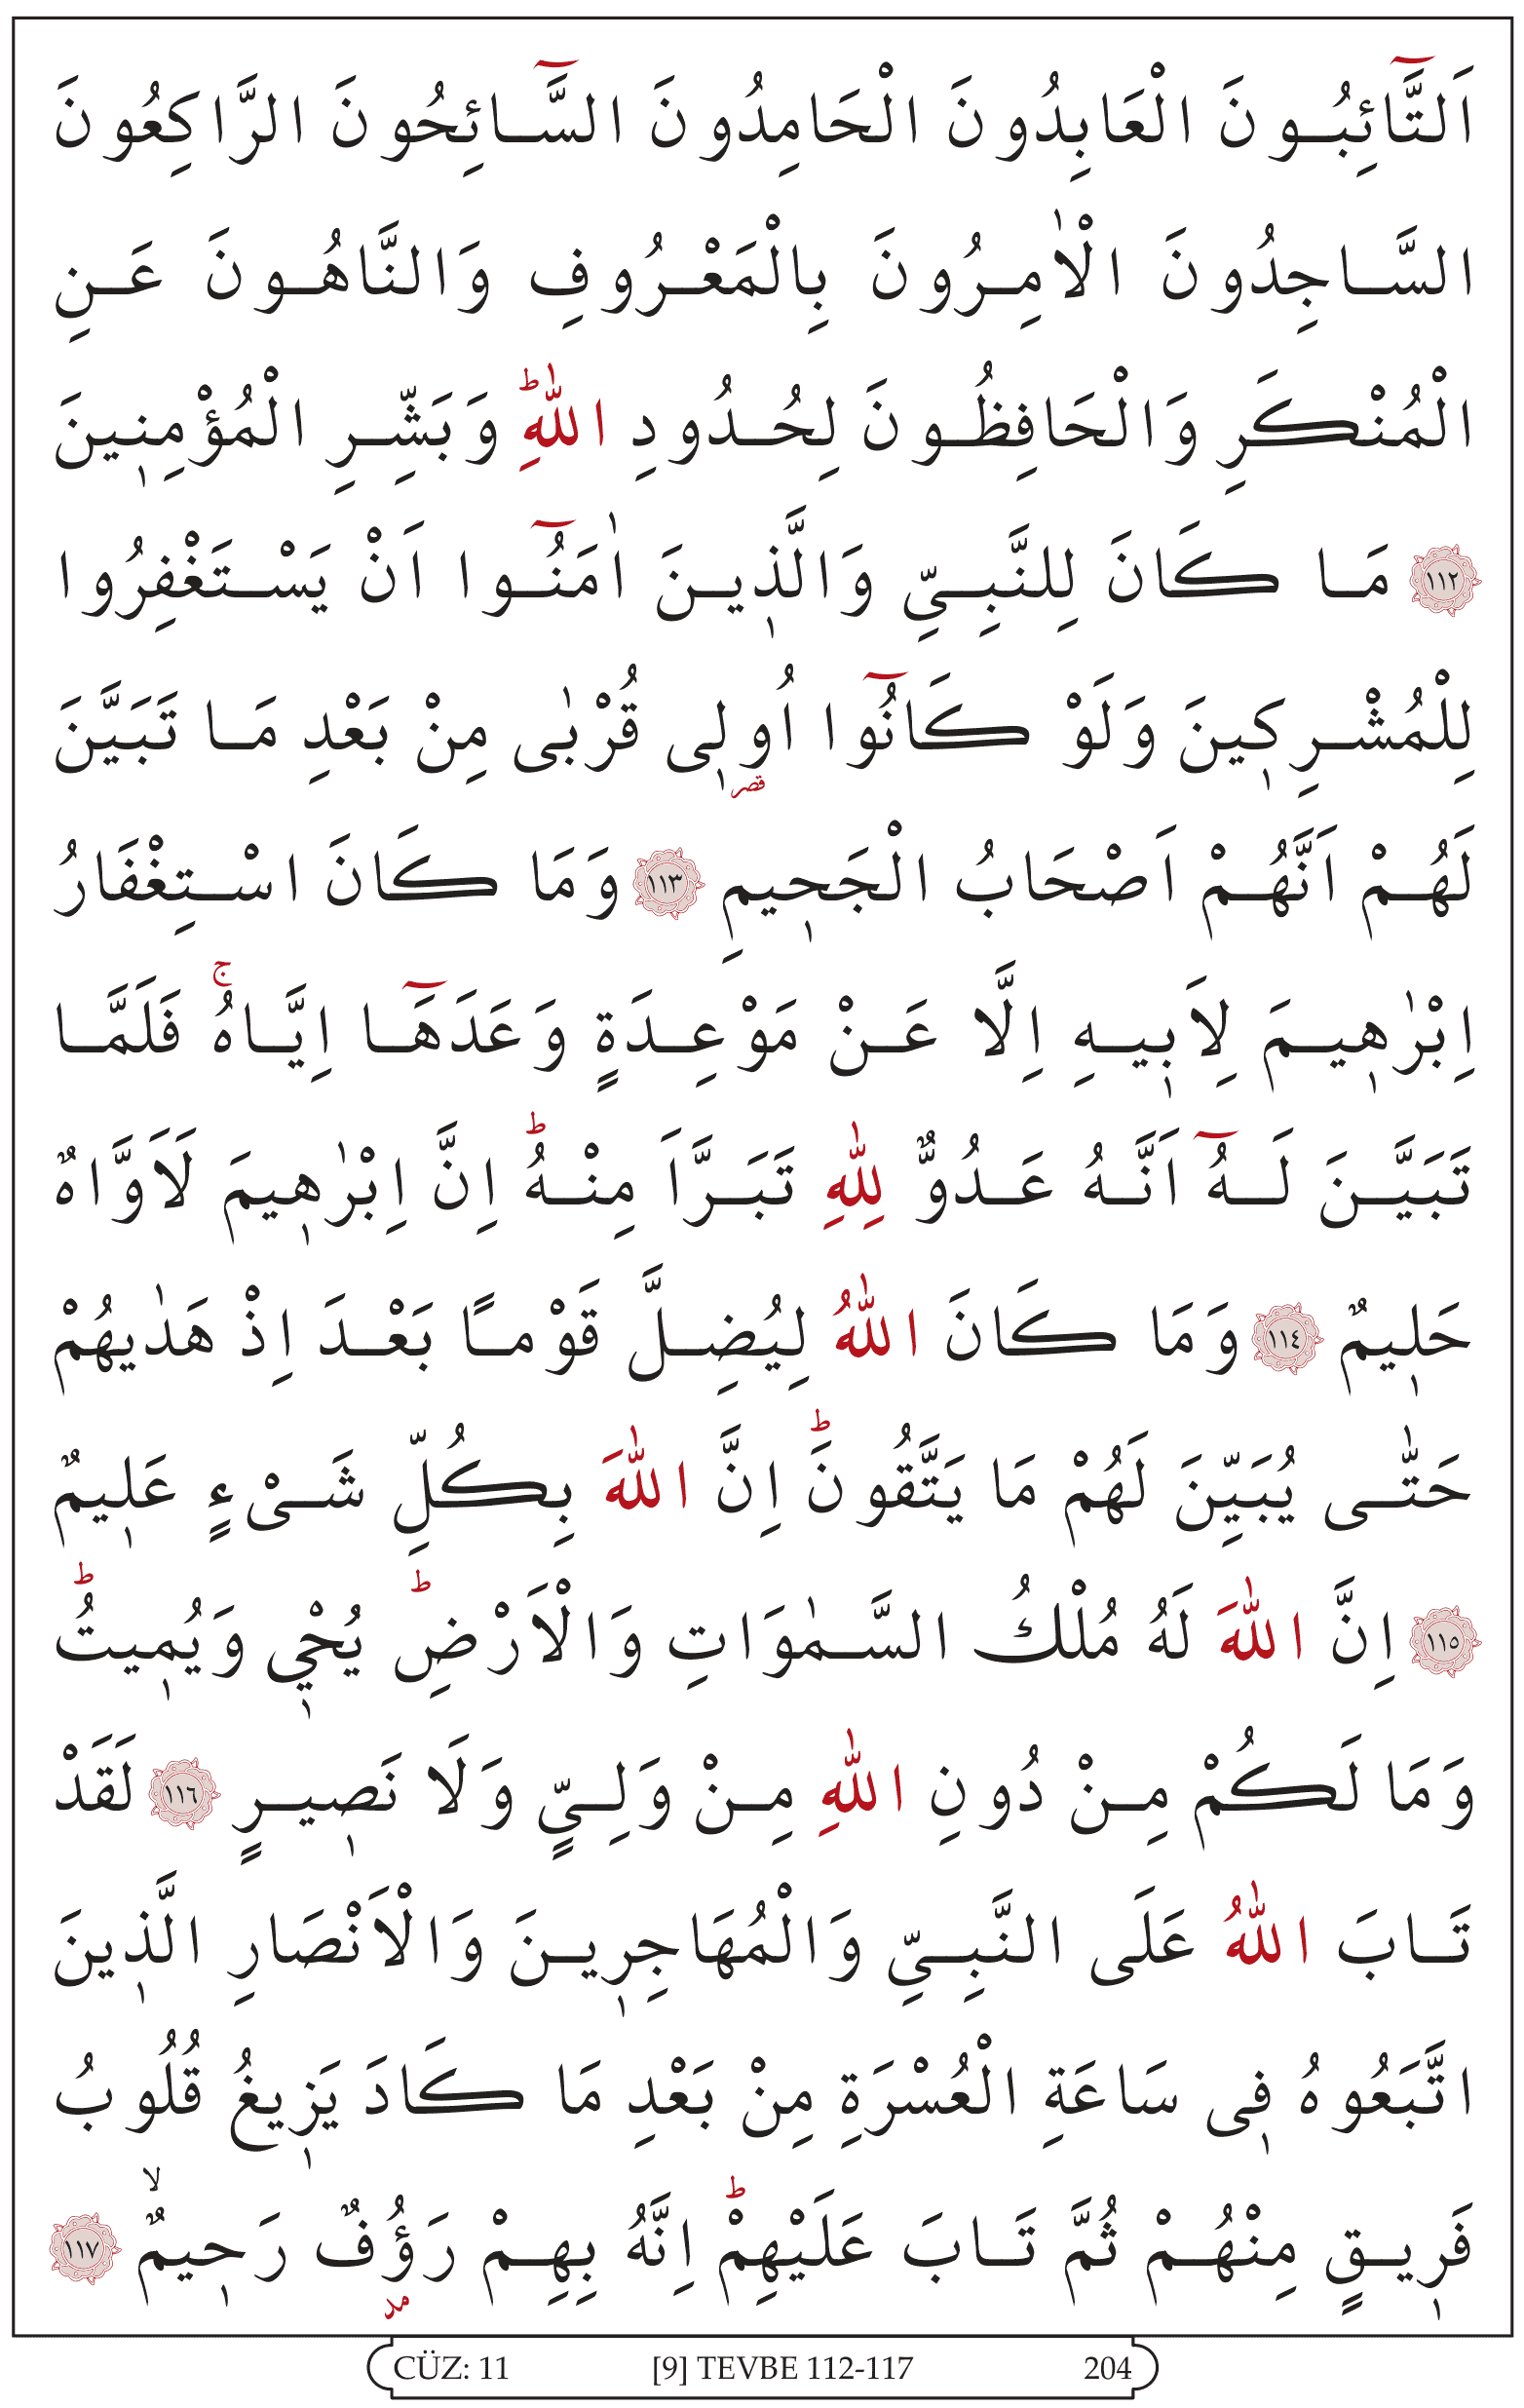 اَلتَّٓائِبُونَ الْعَابِدُونَ الْحَامِدُونَ السَّٓائِحُونَ الرَّاكِعُونَ
السَّاجِدُونَ الْاٰمِرُونَ بِالْمَعْرُوفِ وَالنَّاهُونَ عَنِ
الْمُنْكَرِ وَالْحَافِظُونَ لِحُدُودِ اللّٰهِۜ وَبَشِّرِ الْمُؤْمِن۪ينَ
﴿١١٢﴾ مَا كَانَ لِلنَّبِيِّ وَالَّذ۪ينَ اٰمَنُٓوا اَنْ يَسْتَغْفِرُوا
لِلْمُشْرِك۪ينَ وَلَوْ كَانُٓوا اُو۬ل۪ي قُرْبٰى مِنْ بَعْدِ مَا تَبَيَّنَ
قصر
لَهُمْ اَنَّهُمْ اَصْحَابُ الْجَح۪يمِ ﴿١١٣﴾ وَمَا كَانَ اسْتِغْفَارُ
اِبْرٰه۪يمَ لِاَب۪يهِ اِلَّا عَنْ مَوْعِدَةٍ وَعَدَهَٓا اِيَّاهُۚ فَلَمَّا
تَبَيَّنَ لَهُٓ اَنَّهُ عَدُوٌّ لِلّٰهِ تَبَرَّاَ مِنْهُۜ اِنَّ اِبْرٰه۪يمَ لَاَوَّاهٌ
حَل۪يمٌ ﴿١١٤﴾ وَمَا كَانَ اللّٰهُ لِيُضِلَّ قَوْمًا بَعْدَ اِذْ هَدٰيهُمْ
حَتّٰى يُبَيِّنَ لَهُمْ مَا يَتَّقُونَۜ اِنَّ اللّٰهَ بِكُلِّ شَيْءٍ عَل۪يمٌ
﴿١١٥﴾ اِنَّ اللّٰهَ لَهُ مُلْكُ السَّمٰوَاتِ وَالْاَرْضِۜ يُحْي۪ وَيُم۪يتُۜ
وَمَا لَكُمْ مِنْ دُونِ اللّٰهِ مِنْ وَلِيٍّ وَلَا نَص۪يرٍ ﴿١١٦﴾ لَقَدْ
تَابَ اللّٰهُ عَلَى النَّبِيِّ وَالْمُهَاجِر۪ينَ وَالْاَنْصَارِ الَّذ۪ينَ
اتَّبَعُوهُ ف۪ي سَاعَةِ الْعُسْرَةِ مِنْ بَعْدِ مَا كَادَ يَز۪يغُ قُلُوبُ
فَر۪يقٍ مِنْهُمْ ثُمَّ تَابَ عَلَيْهِمْۜ اِنَّهُ بِهِمْ رَؤُ۫فٌ رَح۪يمٌۙ ﴿١١٧﴾
مد
CÜZ: 11 [9] TEVBE 112-117 204